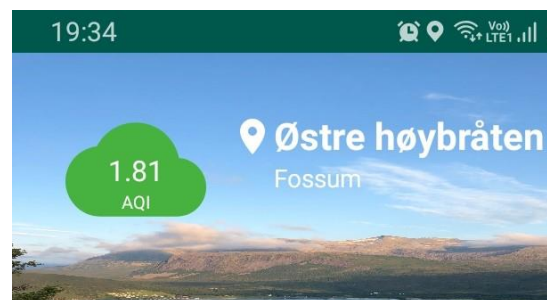 19:34
Vo))
LTE1
Østre høybråten
Fossum
1.81
AQI